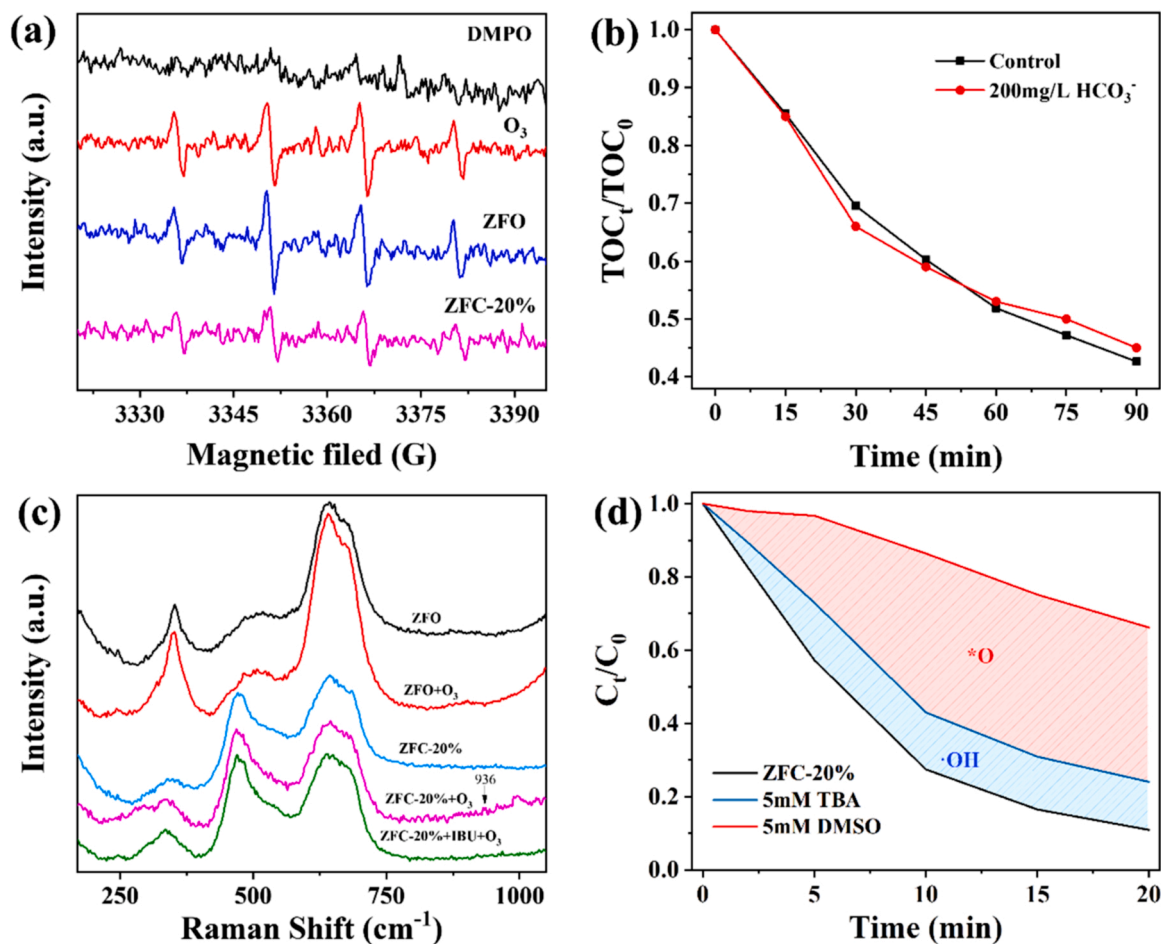 (a)
DMPO
O₃
ZFO
ZFC-20%
Intensity (a.u.)
3330 3345 3360 3375 3390
Magnetic filed (G)
(b)
Control
200mg/L HCO₃⁻
TOCₜ/TOC₀
1.0
0.9
0.8
0.7
0.6
0.5
0.4
0 15 30 45 60 75 90
Time (min)
(c)
ZFO
ZFO+O₃
ZFC-20%
936
ZFC-20%+O₃
ZFC-20%+IBU+O₃
Intensity (a.u.)
250 500 750 1000
Raman Shift (cm⁻¹)
(d)
*O
·OH
ZFC-20%
5mM TBA
5mM DMSO
Cₜ/C₀
1.0
0.8
0.6
0.4
0.2
0.0
0 5 10 15 20
Time (min)